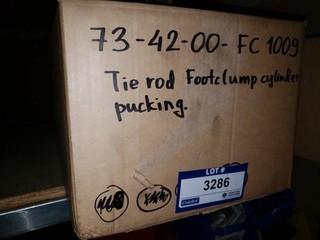 73-42-00-FC 1009
Tie rod Footclump cylinder
pucking.
LOT #
3286